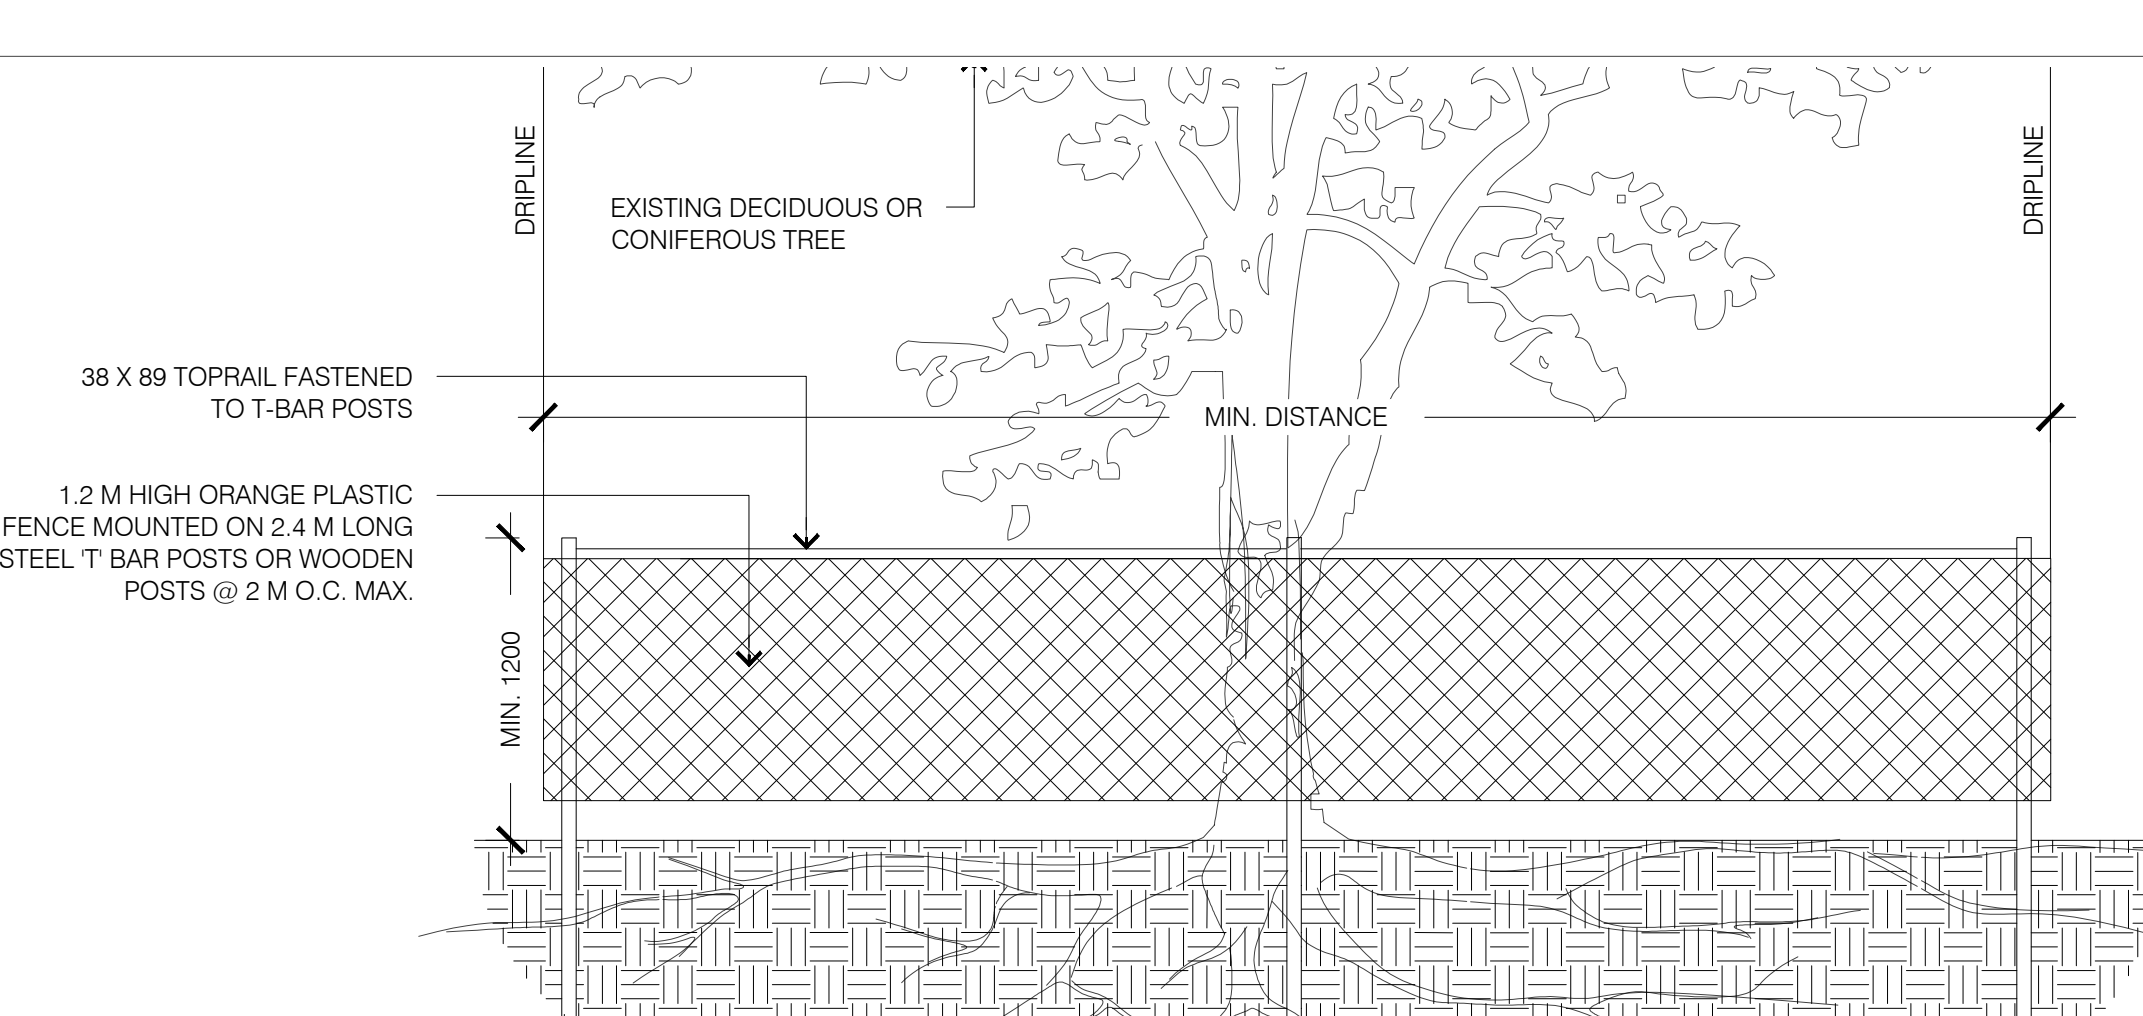 DRIPLINE
DRIPLINE
EXISTING DECIDUOUS OR
CONIFEROUS TREE
38 X 89 TOPRAIL FASTENED
TO T-BAR POSTS
MIN. DISTANCE
1.2 M HIGH ORANGE PLASTIC
FENCE MOUNTED ON 2.4 M LONG
STEEL 'T' BAR POSTS OR WOODEN
POSTS @ 2 M O.C. MAX.
MIN. 1200